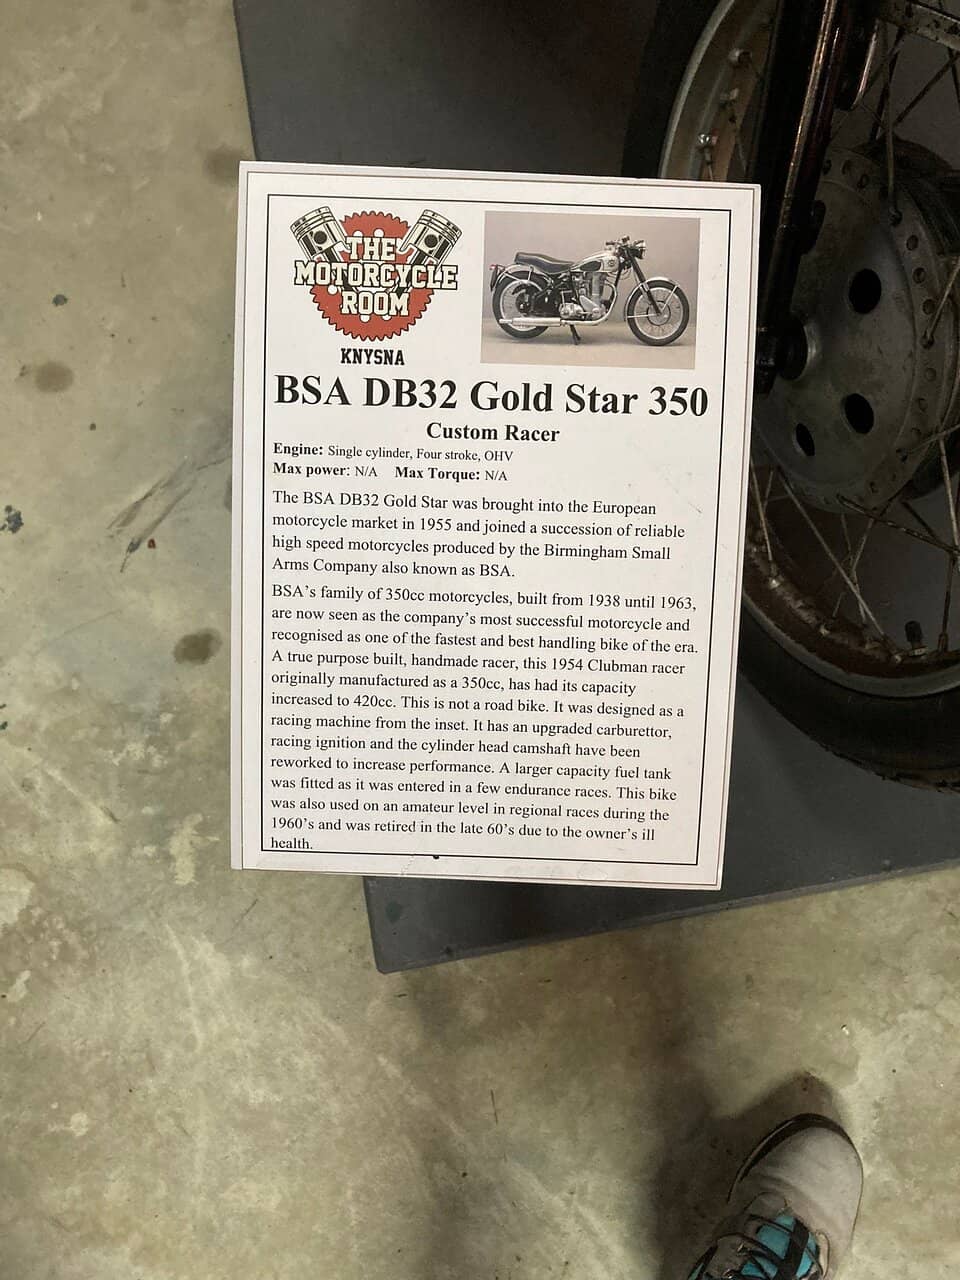 THE
MOTORCYCLE
ROOM
KNYSNA
BSA DB32 Gold Star 350
Custom Racer
Engine: Single cylinder, Four stroke, OHV
Max power: N/A Max Torque: N/A
The BSA DB32 Gold Star was brought into the European
motorcycle market in 1955 and joined a succession of reliable
high speed motorcycles produced by the Birmingham Small
Arms Company also known as BSA.
BSA’s family of 350cc motorcycles, built from 1938 until 1963,
are now seen as the company’s most successful motorcycle and
recognised as one of the fastest and best handling bike of the era.
A true purpose built, handmade racer, this 1954 Clubman racer
originally manufactured as a 350cc, has had its capacity
increased to 420cc. This is not a road bike. It was designed as a
racing machine from the inset. It has an upgraded carburettor,
racing ignition and the cylinder head camshaft have been
reworked to increase performance. A larger capacity fuel tank
was fitted as it was entered in a few endurance races. This bike
was also used on an amateur level in regional races during the
1960’s and was retired in the late 60’s due to the owner’s ill
health.